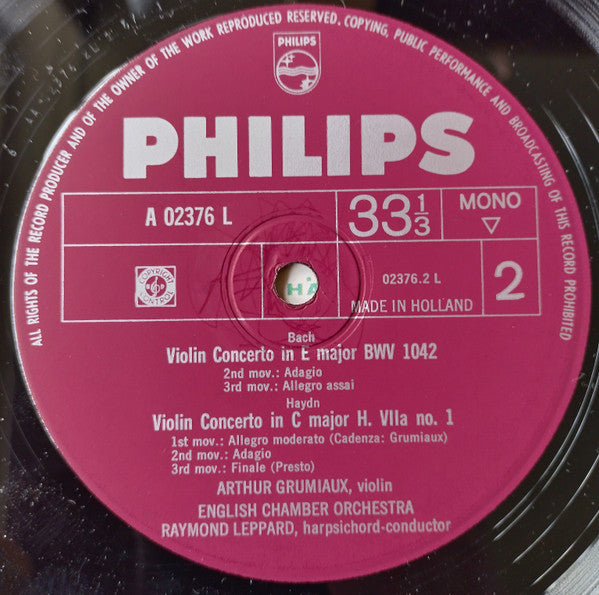 ALL RIGHTS OF THE RECORD PRODUCER AND OF THE OWNER OF THE WORK REPRODUCED RESERVED. COPYING, PUBLIC PERFORMANCE AND BROADCASTING OF THIS RECORD PROHIBITED
PHILIPS
PHILIPS
A 02376 L
33 1/3
MONO
COPYRIGHT
CONTROL
HA
02376.2 L
2
MADE IN HOLLAND
Bach
Violin Concerto in E major BWV 1042
2nd mov.: Adagio
3rd mov.: Allegro assai
Haydn
Violin Concerto in C major H. VIIa no. 1
1st mov.: Allegro moderato (Cadenza: Grumiaux)
2nd mov.: Adagio
3rd mov.: Finale (Presto)
ARTHUR GRUMIAUX, violin
ENGLISH CHAMBER ORCHESTRA
RAYMOND LEPPARD, harpsichord-conductor